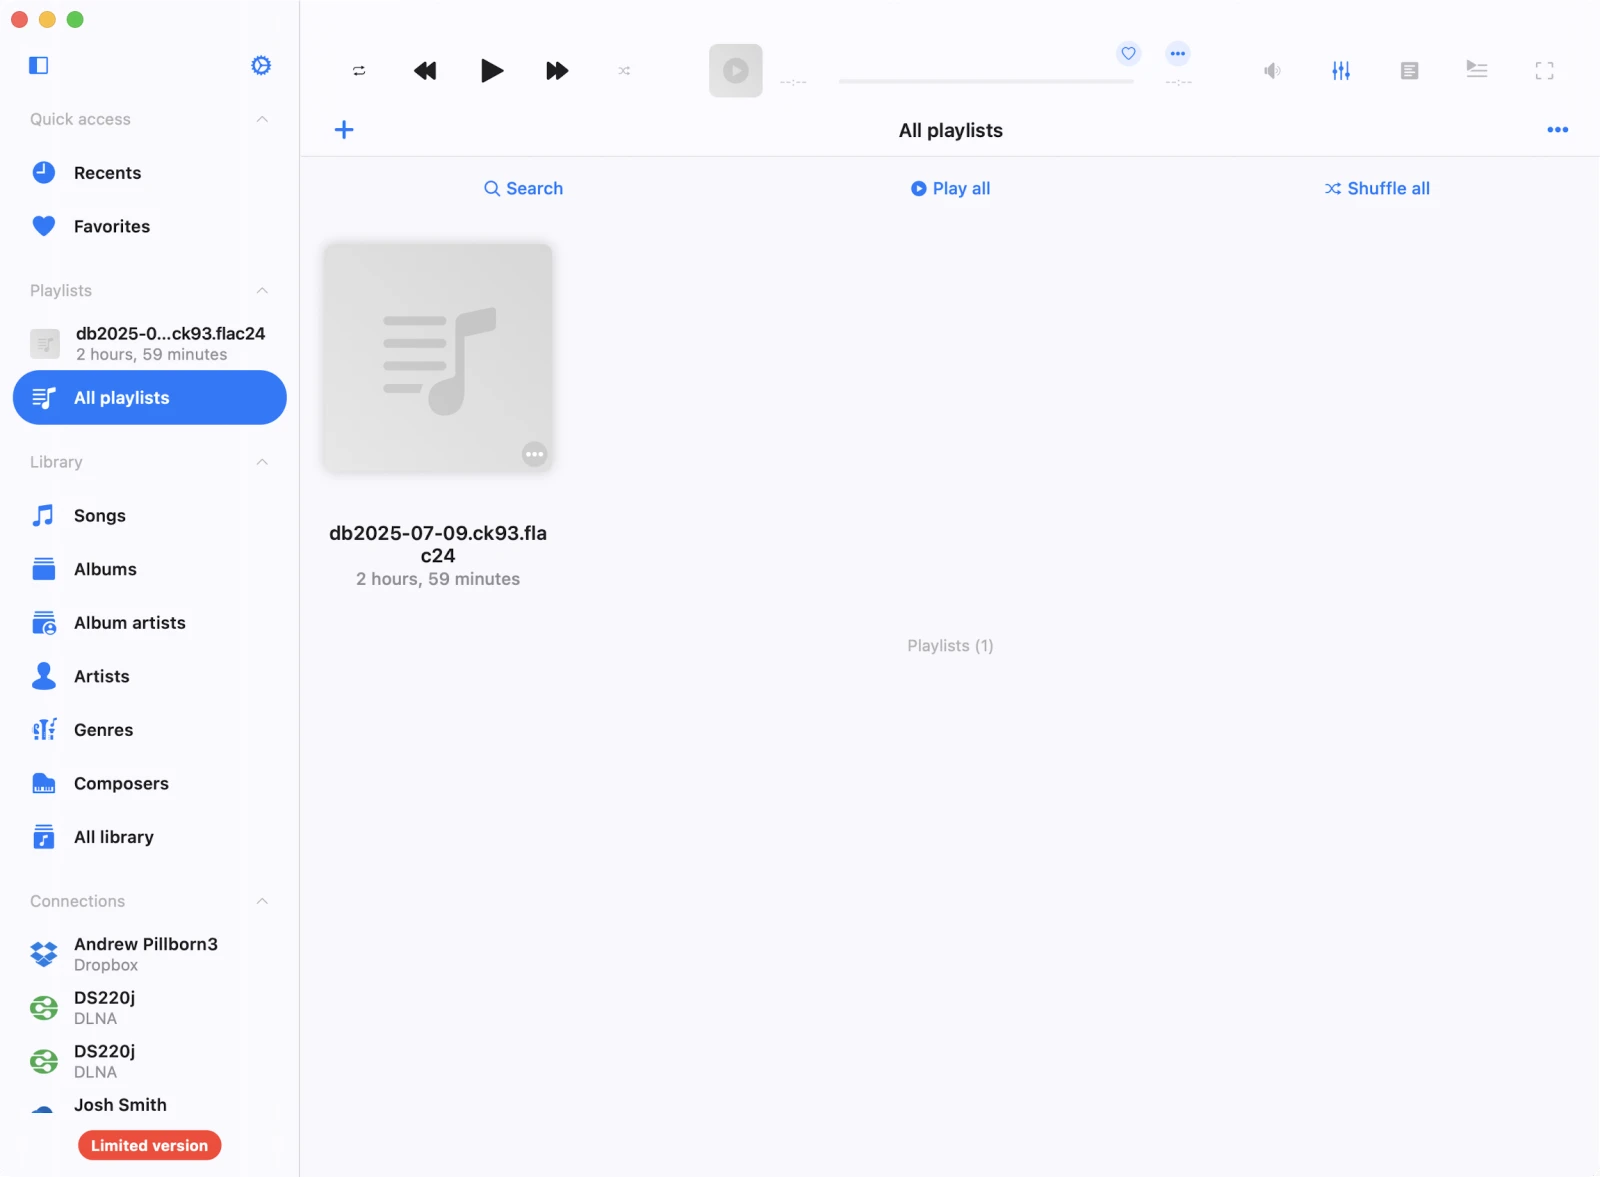 --:--
--:--
Quick access
Recents
Favorites
Playlists
db2025-0...ck93.flac24
2 hours, 59 minutes
All playlists
Library
Songs
Albums
Album artists
Artists
Genres
Composers
All library
Connections
Andrew Pillborn3
Dropbox
DS220j
DLNA
DS220j
DLNA
Josh Smith
Limited version
All playlists
Search
Play all
Shuffle all
db2025-07-09.ck93.fla
c24
2 hours, 59 minutes
Playlists (1)